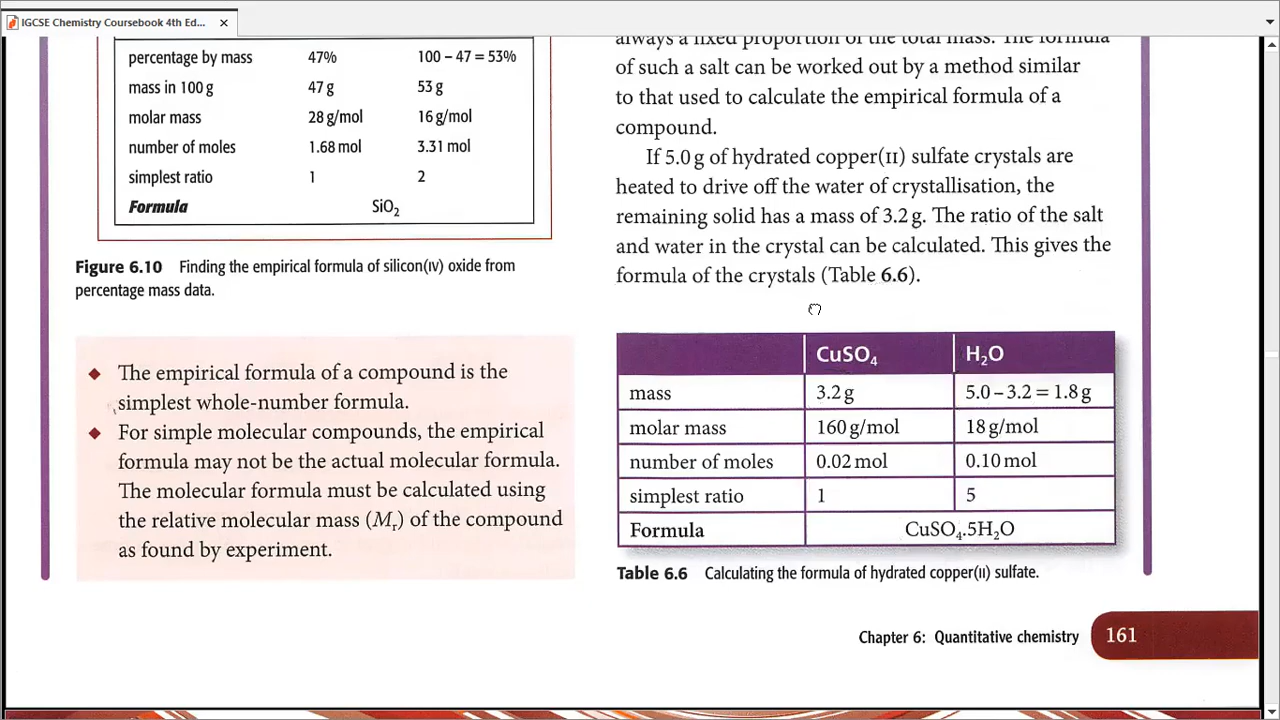 IGCSE Chemistry Coursebook 4th Ed...
percentage by mass 47% 100 – 47 = 53%
mass in 100 g 47 g 53 g
molar mass 28 g/mol 16 g/mol
number of moles 1.68 mol 3.31 mol
simplest ratio 1 2
Formula SiO₂
Figure 6.10 Finding the empirical formula of silicon(IV) oxide from
percentage mass data.
◆ The empirical formula of a compound is the
simplest whole-number formula.
◆ For simple molecular compounds, the empirical
formula may not be the actual molecular formula.
The molecular formula must be calculated using
the relative molecular mass (Mᵣ) of the compound
as found by experiment.
always a fixed proportion of the total mass. The formula
of such a salt can be worked out by a method similar
to that used to calculate the empirical formula of a
compound.
If 5.0 g of hydrated copper(II) sulfate crystals are
heated to drive off the water of crystallisation, the
remaining solid has a mass of 3.2 g. The ratio of the salt
and water in the crystal can be calculated. This gives the
formula of the crystals (Table 6.6).
CuSO₄ H₂O
mass 3.2 g 5.0 – 3.2 = 1.8 g
molar mass 160 g/mol 18 g/mol
number of moles 0.02 mol 0.10 mol
simplest ratio 1 5
Formula CuSO₄.5H₂O
Table 6.6 Calculating the formula of hydrated copper(II) sulfate.
Chapter 6: Quantitative chemistry 161